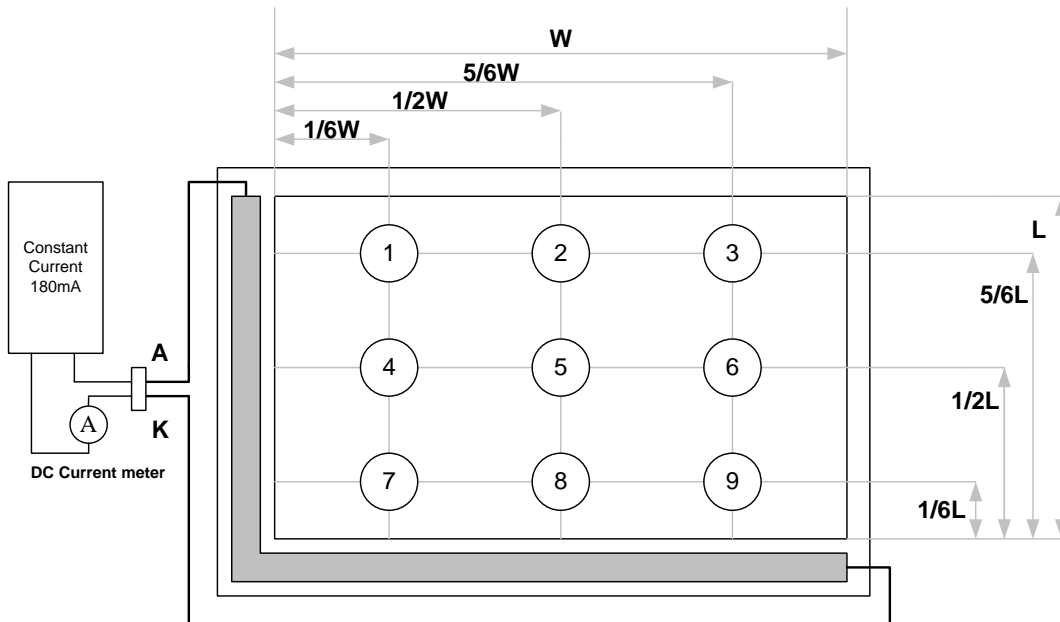 W
5/6W
1/2W
1/6W
L
5/6L
1/2L
1/6L
1 2 3
4 5 6
7 8 9
Constant
Current
180mA
A
K
A
DC Current meter